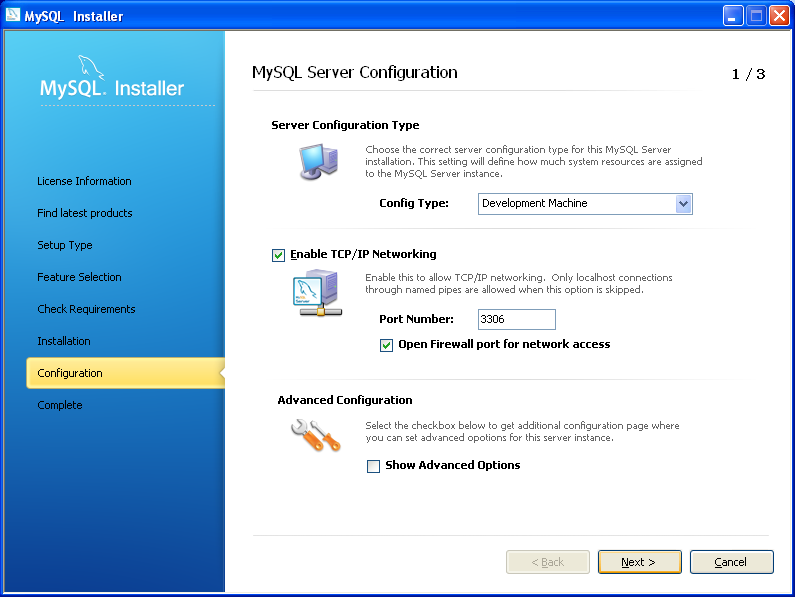 MySQL Installer
MySQL. Installer
License Information
Find latest products
Setup Type
Feature Selection
Check Requirements
Installation
Configuration
Complete
MySQL Server Configuration
1 / 3
Server Configuration Type
Choose the correct server configuration type for this MySQL Server
installation. This setting will define how much system resources are assigned
to the MySQL Server instance.
Config Type: Development Machine
Enable TCP/IP Networking
Enable this to allow TCP/IP networking. Only localhost connections
through named pipes are allowed when this option is skipped.
Port Number: 3306
Open Firewall port for network access
Advanced Configuration
Select the checkbox below to get additional configuration page where
you can set advanced opotions for this server instance.
Show Advanced Options
< Back Next > Cancel